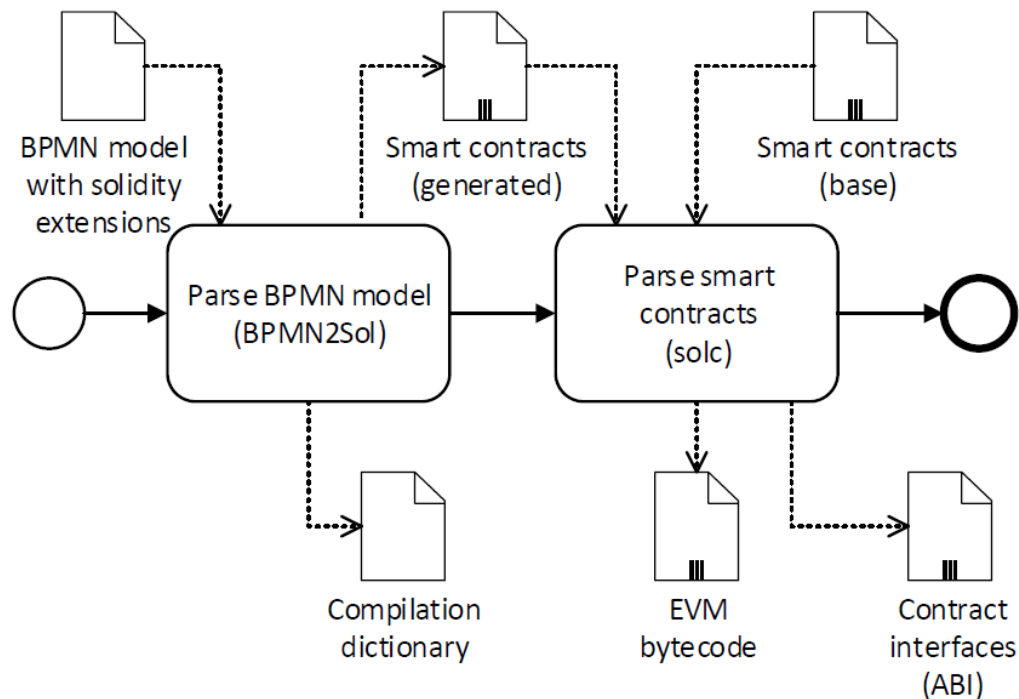 BPMN model
with solidity
extensions
Smart contracts
(generated)
Smart contracts
(base)
Parse BPMN model
(BPMN2Sol)
Parse smart
contracts
(solc)
Compilation
dictionary
EVM
bytecode
Contract
interfaces
(ABI)